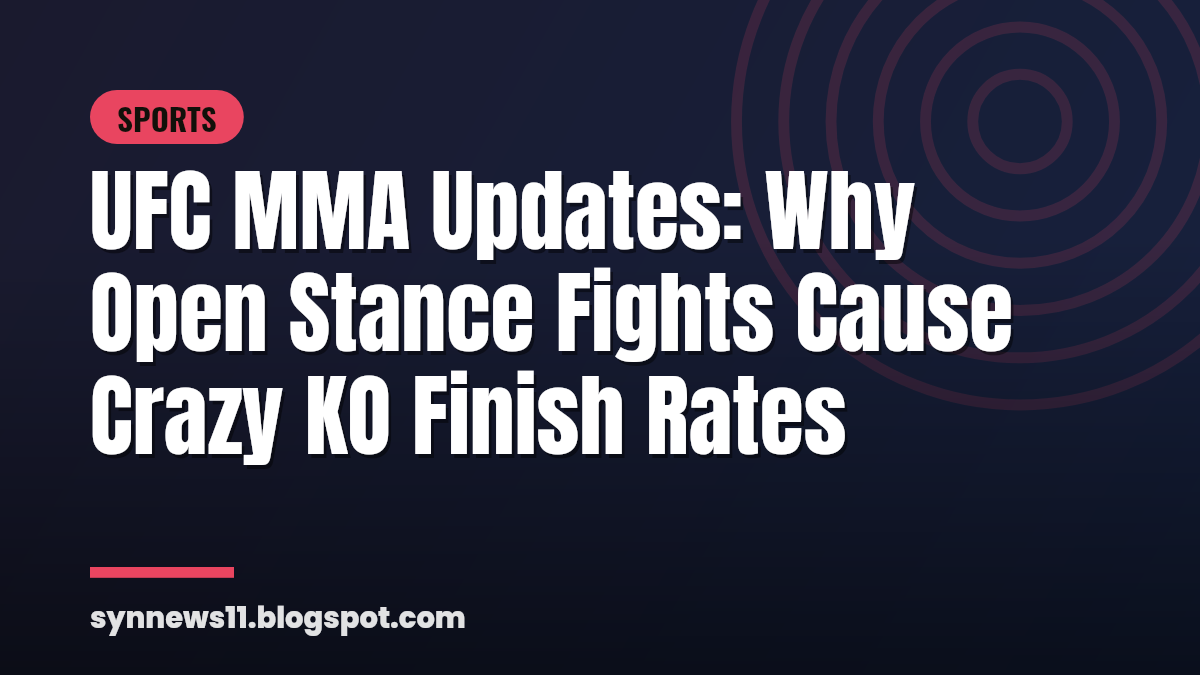 SPORTS
UFC MMA Updates: Why
Open Stance Fights Cause
Crazy KO Finish Rates
synnews11.blogspot.com